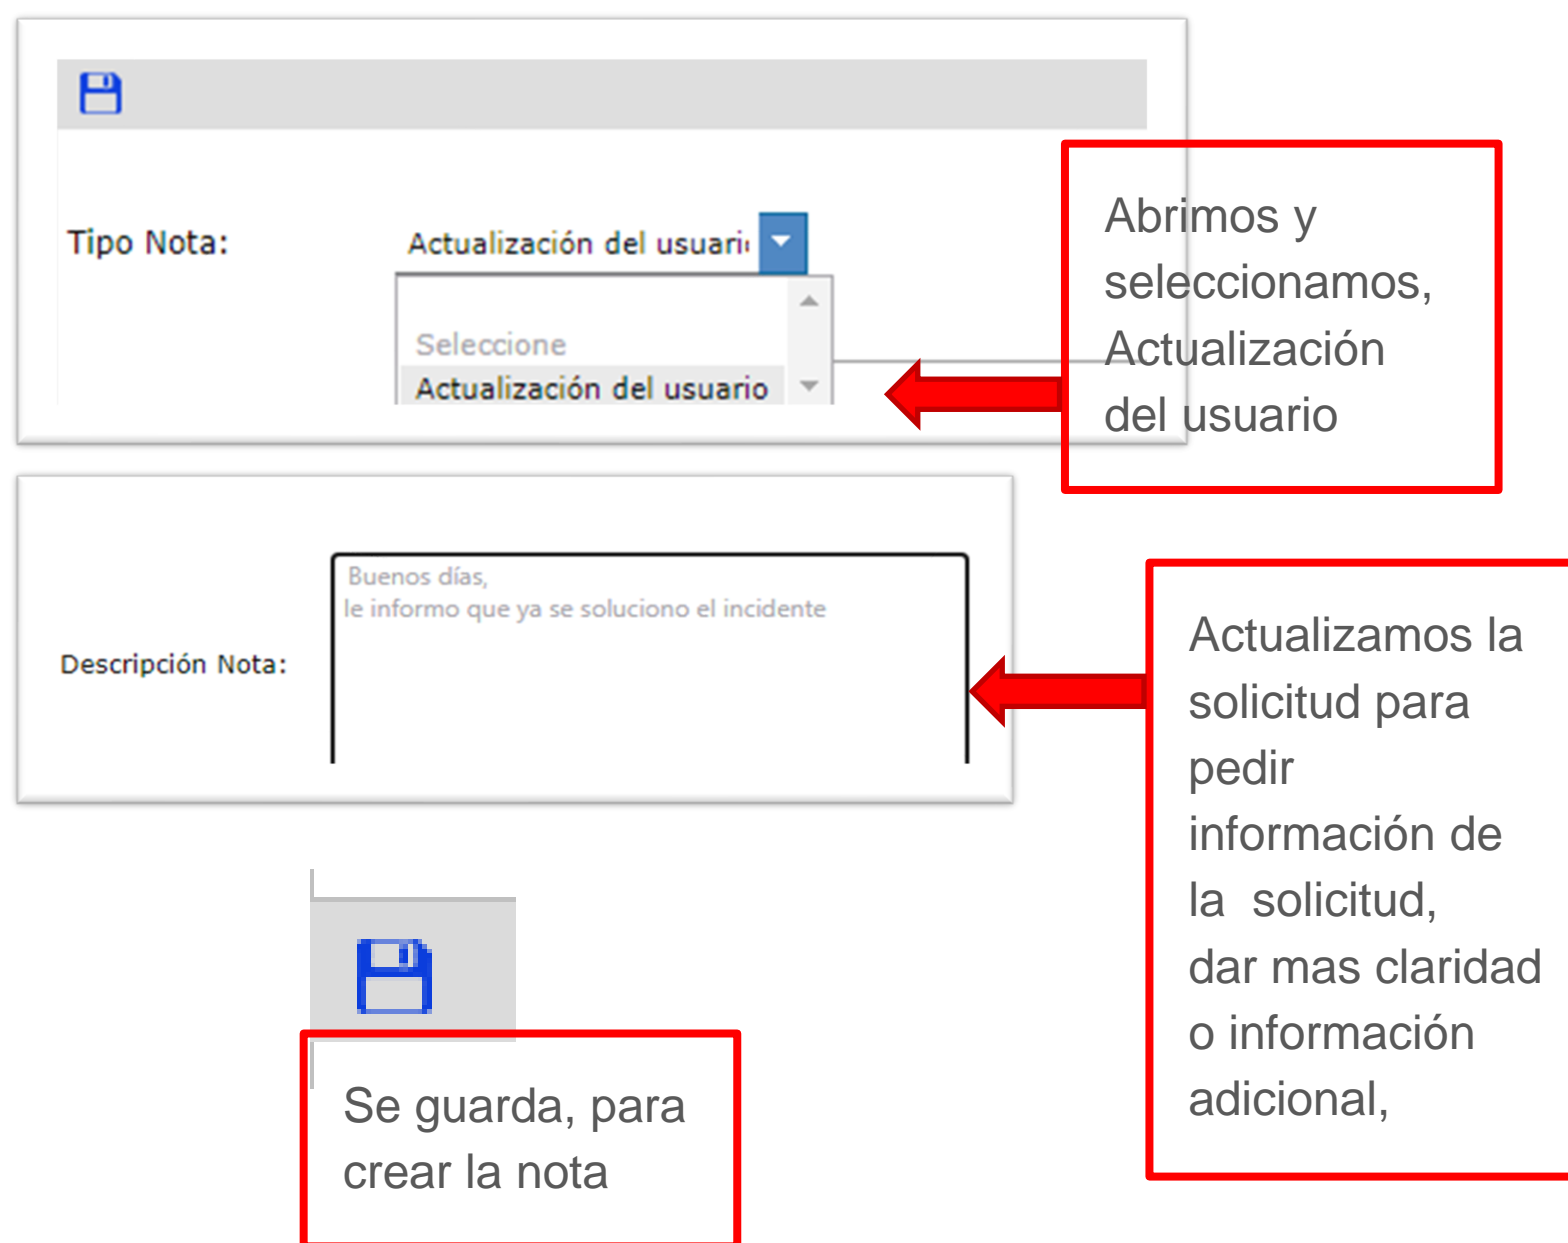 Tipo Nota:
Actualización del usuari
Seleccione
Actualización del usuario
Abrimos y
seleccionamos,
Actualización
del usuario
Descripción Nota:
Buenos días,
le informo que ya se soluciono el incidente
Actualizamos la
solicitud para
pedir
información de
la  solicitud,
dar mas claridad
o información
adicional,
Se guarda, para
crear la nota